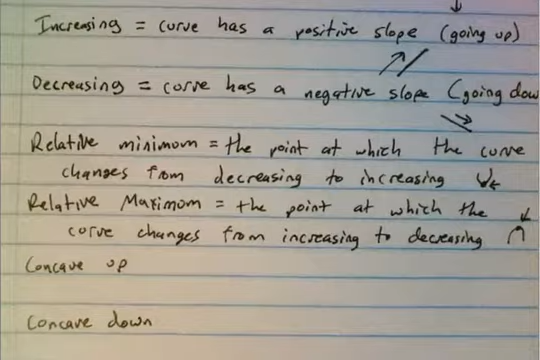 Increasing = curve has a positive slope (going up)
Decreasing = curve has a negative slope (going dow
Relative minimum = the point at which the curve
changes from decreasing to increasing
Relative Maximum = the point at which the
curve changes from increasing to decreasing
Concave up
Concave down